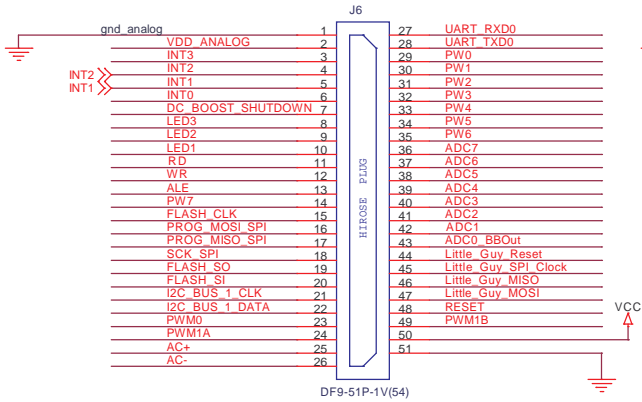 J6
gnd_analog 1 27 UART_RXD0
VDD_ANALOG 2 28 UART_TXD0
INT3 3 29 PW0
INT2 INT2 4 30 PW1
INT1 INT1 5 31 PW2
INT0 6 32 PW3
DC_BOOST_SHUTDOWN 7 33 PW4
LED3 8 34 PW5
LED2 9 35 PW6
LED1 10 36 ADC7
RD 11 37 ADC6
WR 12 38 ADC5
ALE 13 39 ADC4
PW7 14 40 ADC3
FLASH_CLK 15 41 ADC2
PROG_MOSI_SPI 16 42 ADC1
PROG_MISO_SPI 17 43 ADC0_BBOut
SCK_SPI 18 44 Little_Guy_Reset
FLASH_SO 19 45 Little_Guy_SPI_Clock
FLASH_SI 20 46 Little_Guy_MISO
I2C_BUS_1_CLK 21 47 Little_Guy_MOSI
I2C_BUS_1_DATA 22 48 RESET
PWM0 23 49 PWM1B
PWM1A 24 50 VCC
AC+ 25 51
AC- 26
HIROSE PLUG
DF9-51P-1V(54)